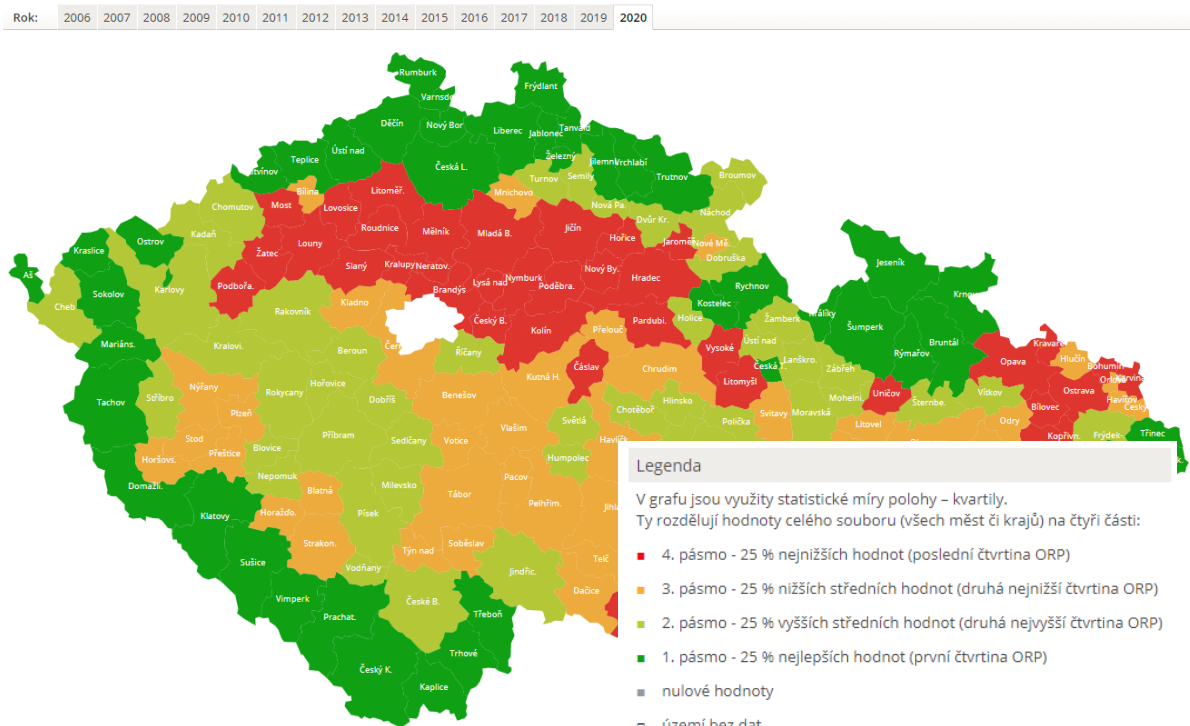 Rok: 2006 2007 2008 2009 2010 2011 2012 2013 2014 2015 2016 2017 2018 2019 2020
Rumburk
Varnsd
Frýdlant
Děčín
Nový Bor
Liberec
Jablonec
Tanvald
Teplice
Ústí nad
Česká L.
Železný
Jilemni
Vrchlabí
tvínov
Turnov
Semily
Trutnov
Broumov
Bílina
Litoměř.
Mnichovo
Chomutov
Most
Lovosice
Nová Pa.
Náchod
Kadaň
Roudnice
Mělník
Mladá B.
Jičín
Dvůr Kr.
Ostrov
Louny
Hořice
Jaroměř
Nové Mě.
Kraslice
Žatec
Dobruška
Aš
Slaný
Kralupy
Neratov.
Nový By.
Hradec
Jeseník
Sokolov
Karlovy
Podbořa.
Brandýs
Lysá nad
Nymburk
Poděbra.
Rychnov
Krno
Cheb
Rakovník
Kladno
Kostelec
Králíky
Český B.
Kolín
Přelouč
Pardubi.
Holice
Žamberk
Šumperk
Mariáns.
Kralovi.
Beroun
Čern
Říčany
Vysoké
Ústí nad
Bruntál
Rýmařov
Kravaře
Čáslav
Chrudim
Česká T.
Lanškro.
Zábřeh
Opava
Hlučín
Bohumín
Nýřany
Hořovice
Kutná H.
Litomyšl
Orlová
Karviná
Tachov
Stříbro
Rokycany
Dobříš
Benešov
Hlinsko
Mohelni.
Uničov
Šternbe.
Vítkov
Ostrava
Havířov
Český
Plzeň
Chotěboř
Svitavy
Moravská
Bílovec
Stod
Příbram
Sedlčany
Votice
Vlašim
Světlá
Polička
Litovel
Odry
Přeštice
Blovice
Havlíčk
Kopřivn.
Frýdek-
Třinec
Horšovs.
Humpolec
Domažli.
Nepomuk
Milevsko
Tábor
Pacov
Blatná
Pelhřim.
Klatovy
Horažďo.
Písek
Jihla
Strakon.
Týn nad
Soběslav
Sušice
Vodňany
Jindřic.
Telč
Vimperk
České B.
Dačice
Prachat.
Třeboň
Trhové
Český K.
Kaplice
Legenda
V grafu jsou využity statistické míry polohy – kvartily.
Ty rozdělují hodnoty celého souboru (všech měst či krajů) na čtyři části:
4. pásmo - 25 % nejnižších hodnot (poslední čtvrtina ORP)
3. pásmo - 25 % nižších středních hodnot (druhá nejnižší čtvrtina ORP)
2. pásmo - 25 % vyšších středních hodnot (druhá nejvyšší čtvrtina ORP)
1. pásmo - 25 % nejlepších hodnot (první čtvrtina ORP)
nulové hodnoty
území bez dat